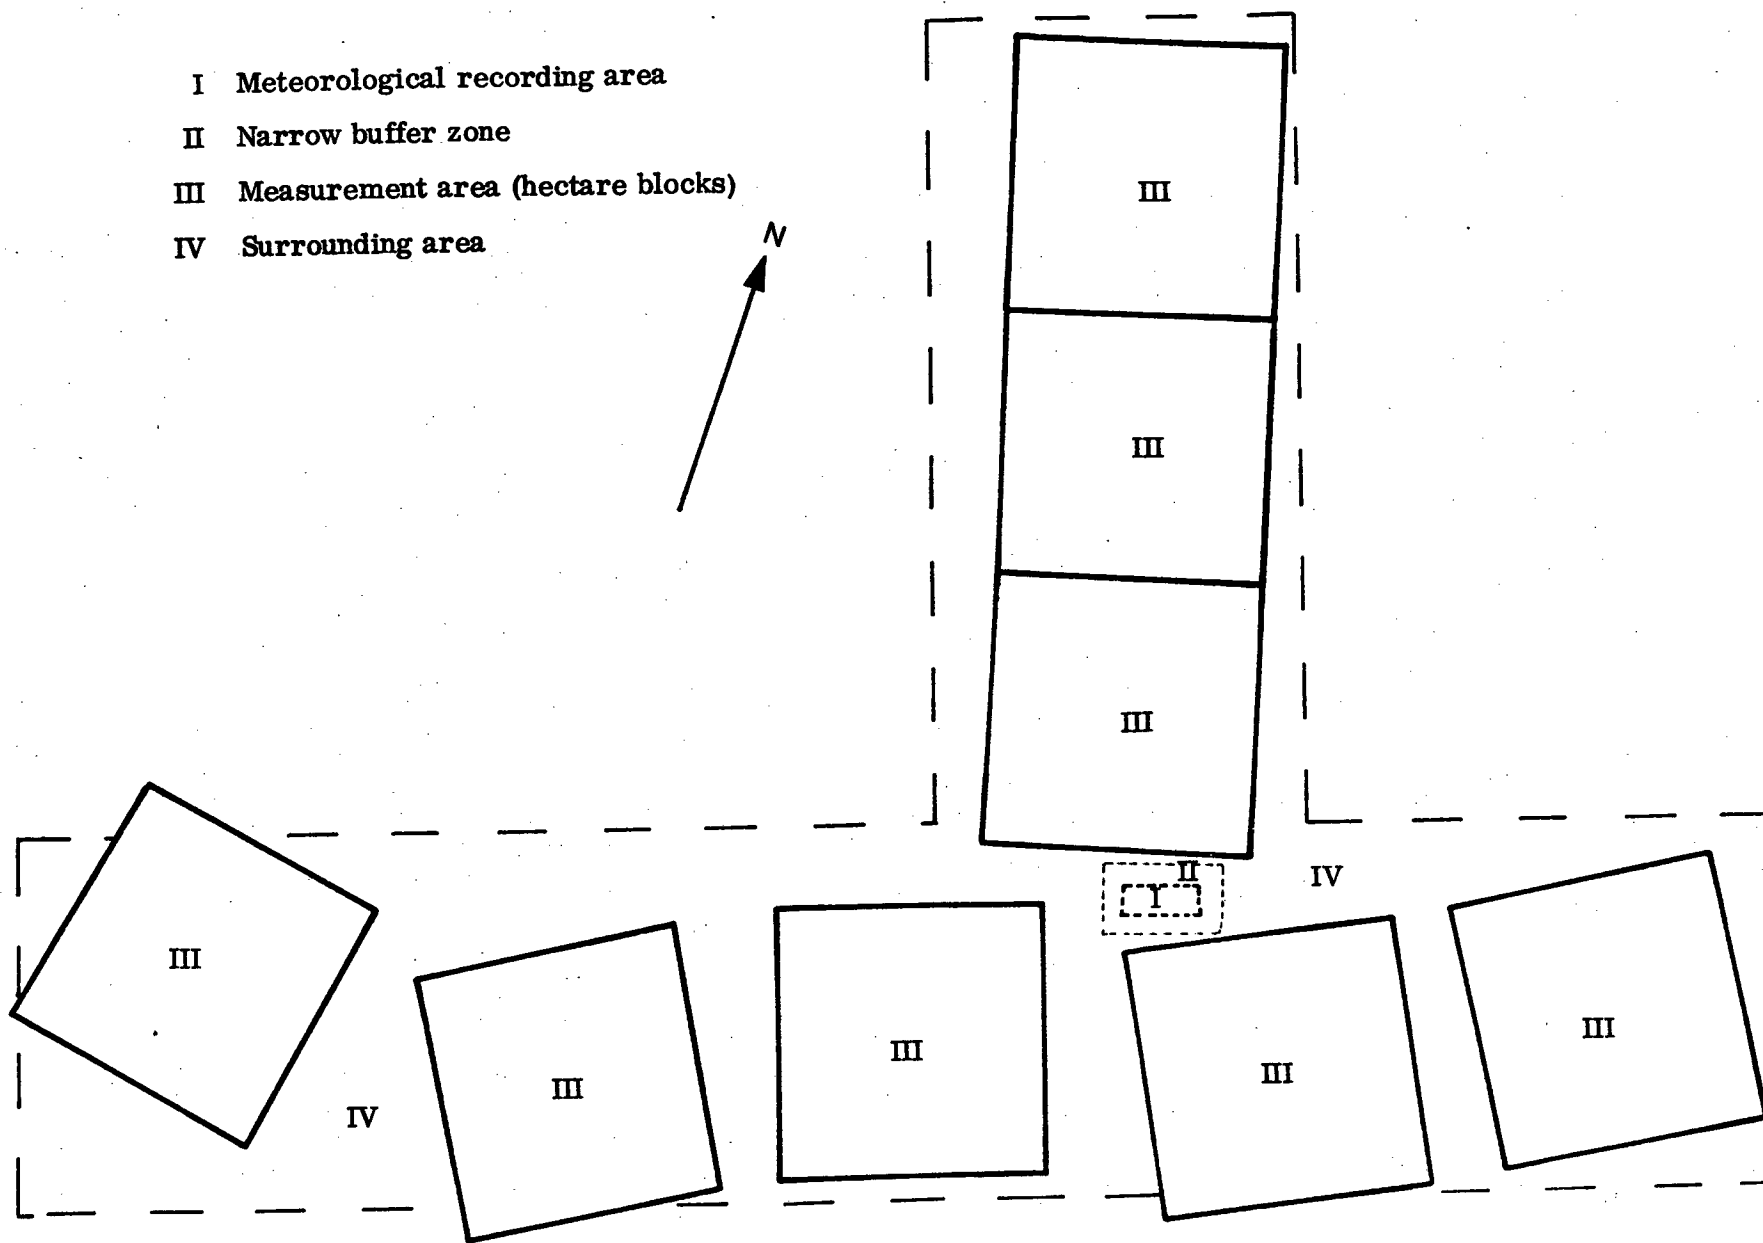 I Meteorological recording area
II Narrow buffer zone
III Measurement area (hectare blocks)
IV Surrounding area
N
III
III
III
II
I
IV
III
III
III
III
III
IV